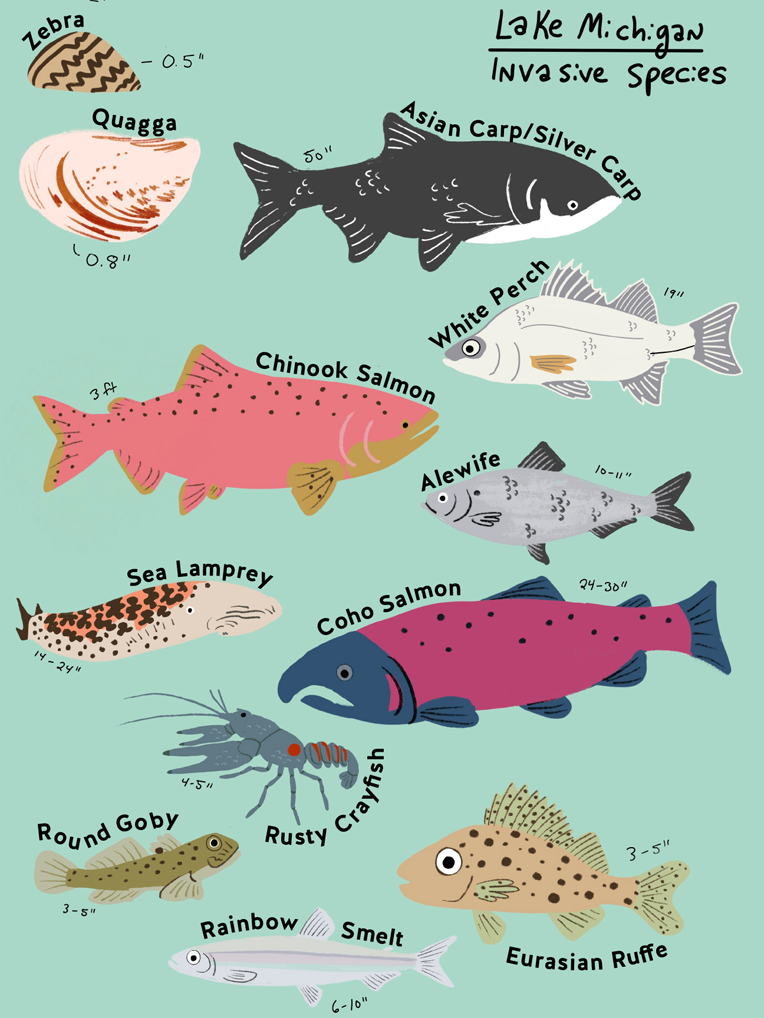 Lake Michigan
Invasive Species
Zebra
0.5"
Quagga
0.8"
Asian Carp/Silver Carp
50"
White Perch
19"
Chinook Salmon
3 ft
Alewife
10-11"
Sea Lamprey
14-24"
Coho Salmon
24-30"
Rusty Crayfish
4-5"
Round Goby
3-5"
Eurasian Ruffe
3-5"
Rainbow Smelt
6-10"